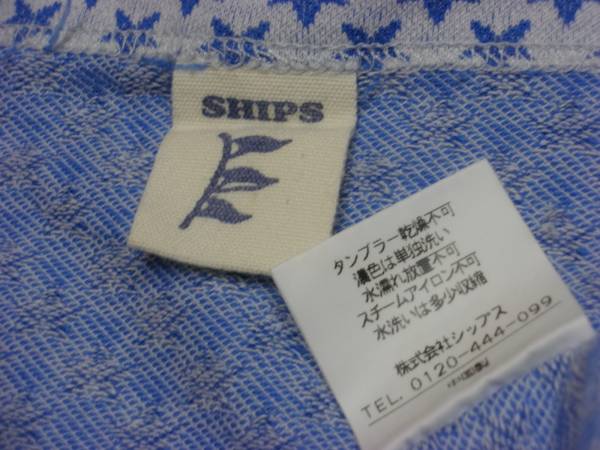 SHIPS
タンブラー乾燥不可
濃色は単独洗い
水濡れ放置不可
スチームアイロン不可
水洗いは多少収縮
株式会社シップス
TEL. 0120-444-099